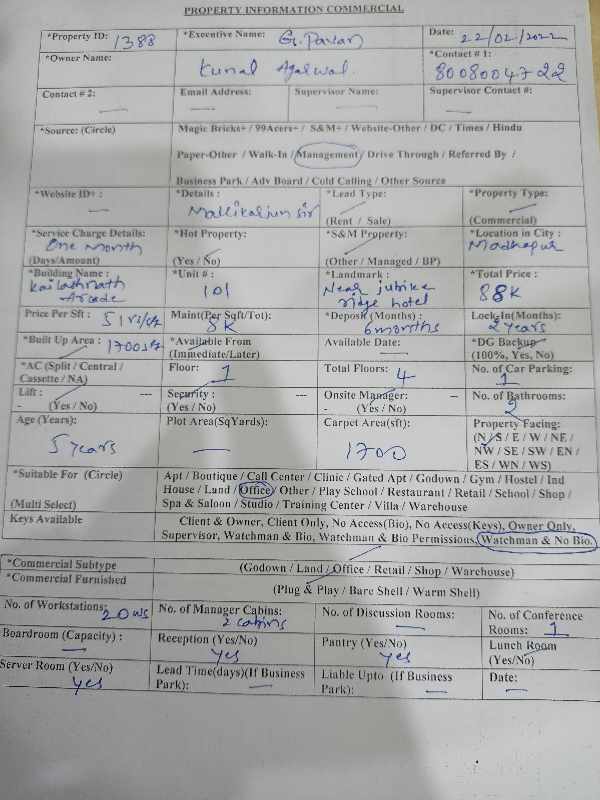 PROPERTY INFORMATION COMMERCIAL
*Property ID: 1388 *Executive Name: G. Pavan Date: 22/02/2022
*Owner Name: Kunal Agarwal *Contact # 1: 8008004722
Contact # 2: — Email Address: — Supervisor Name: — Supervisor Contact #: —
*Source: (Circle) Magic Bricks+ / 99Acers+ / S&M+ / Website-Other / DC / Times / Hindu
Paper-Other / Walk-In / Management / Drive Through / Referred By /
Business Park / Adv Board / Cold Calling / Other Source
*Website ID+ : — *Details : Mallikarjun sir *Lead Type: (Rent / Sale) *Property Type: (Commercial)
*Service Charge Details: One month (Days/Amount) *Hot Property: (Yes / No) *S&M Property: (Other / Managed / BP) *Location in City : Madhapur
*Building Name : Kailashnath Arcade *Unit # : 101 *Landmark : Near jubilee ridge hotel *Total Price : 88K
Price Per Sft : 51 rs/sft Maint(Per Sqft/Tot): 8K *Deposit (Months) : 6 months Lock-In(Months): 2 years
*Built Up Area : 1700 sft *Available From (Immediate/Later) Available Date: — *DG Backup (100%, Yes, No)
*AC (Split / Central / Cassette / NA) Floor: 1 Total Floors: 4 No. of Car Parking: 1
Lift : --- - (Yes / No) Security : --- (Yes / No) Onsite Manager: -- - (Yes / No) No. of Bathrooms: 2
Age (Years): 5 years Plot Area(SqYards): — Carpet Area(sft): 1700 Property Facing: (N / S / E / W / NE / NW / SE / SW / EN / ES / WN / WS)
*Suitable For (Circle) (Multi Select) Apt / Boutique / Call Center / Clinic / Gated Apt / Godown / Gym / Hostel / Ind
House / Land / Office / Other / Play School / Restaurant / Retail / School / Shop /
Spa & Saloon / Studio / Training Center / Villa / Warehouse
Keys Available Client & Owner, Client Only, No Access(Bio), No Access(Keys), Owner Only,
Supervisor, Watchman & Bio, Watchman & Bio Permissions, Watchman & No Bio.
*Commercial Subtype (Godown / Land / Office / Retail / Shop / Warehouse)
*Commercial Furnished (Plug & Play / Bare Shell / Warm Shell)
No. of Workstations: 20 ws No. of Manager Cabins: 2 cabins No. of Discussion Rooms: — No. of Conference Rooms: 1
Boardroom (Capacity) : — Reception (Yes/No) yes Pantry (Yes/No) yes Lunch Room (Yes/No)
Server Room (Yes/No) yes Lead Time(days)(If Business Park): — Liable Upto (If Business Park): — Date: —